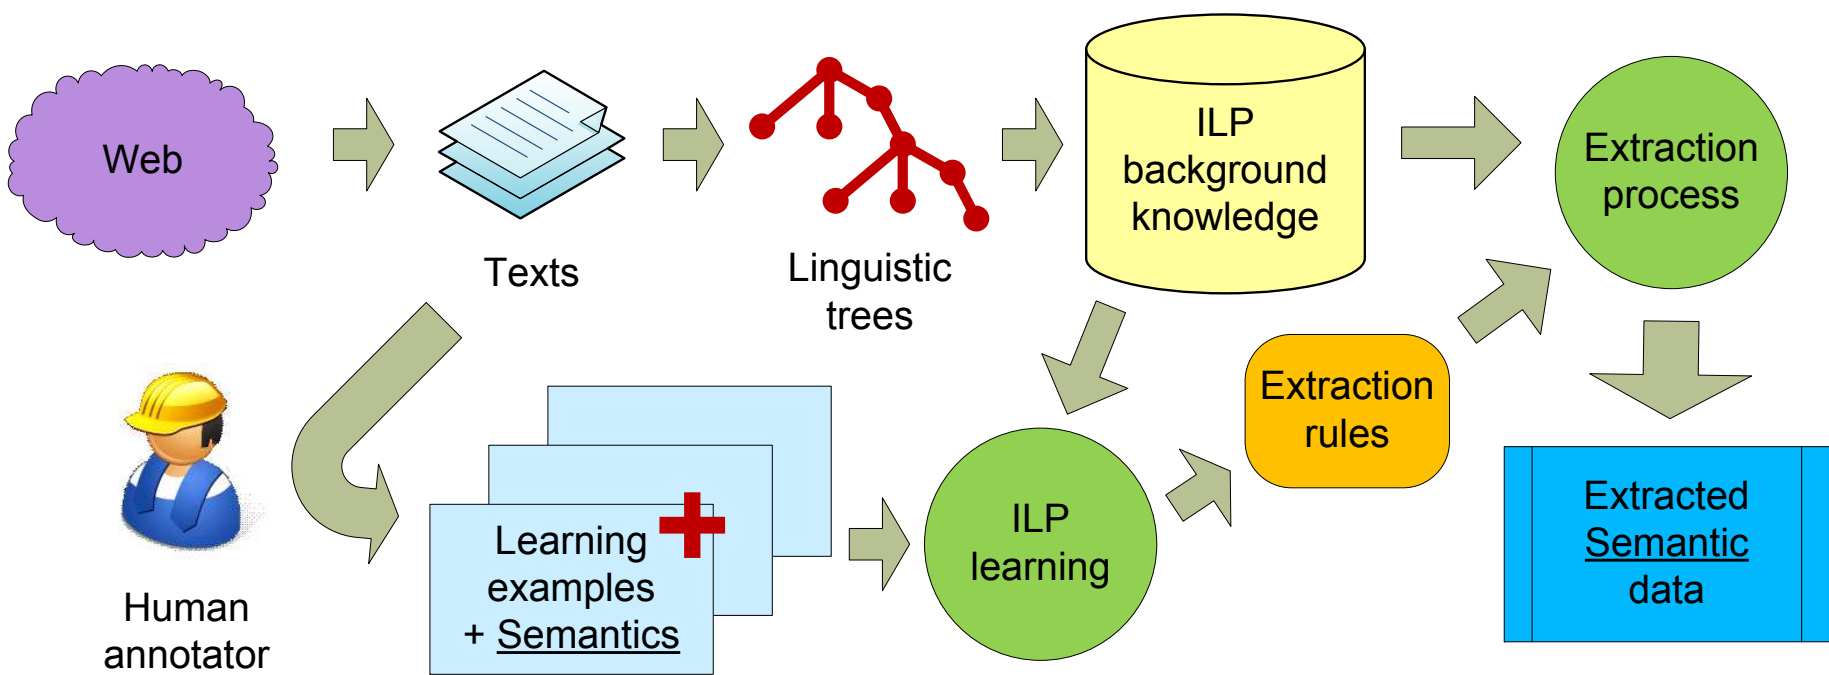 Web
Texts
Linguistic
trees
ILP
background
knowledge
Extraction
process
Human
annotator
Learning
examples
+ Semantics
ILP
learning
Extraction
rules
Extracted
Semantic
data